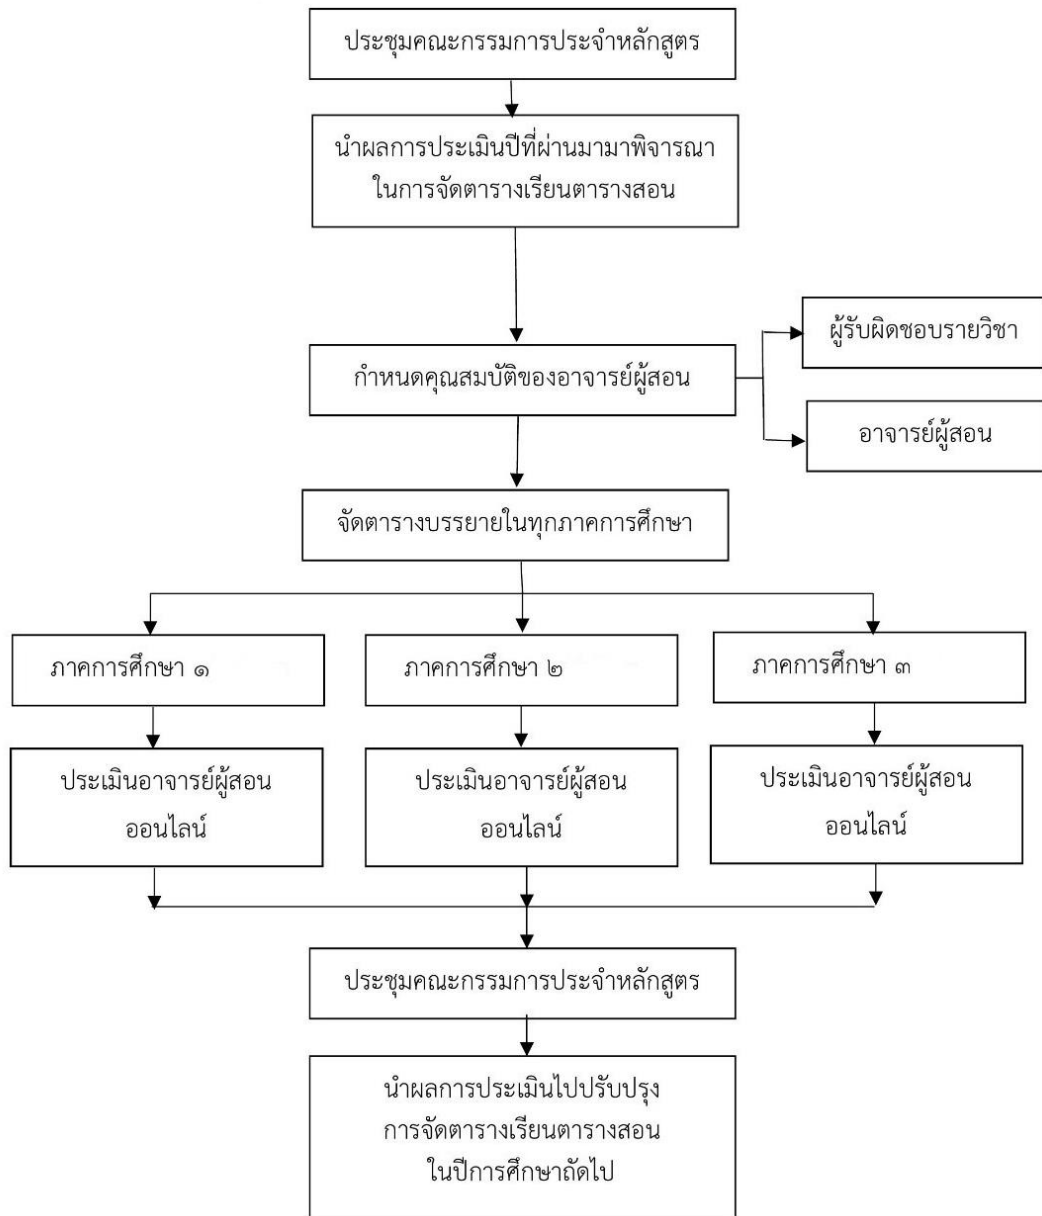 ประชุมคณะกรรมการประจำหลักสูตร
นำผลการประเมินปีที่ผ่านมามาพิจารณา
ในการจัดตารางเรียนตารางสอน
ผู้รับผิดชอบรายวิชา
กำหนดคุณสมบัติของอาจารย์ผู้สอน
อาจารย์ผู้สอน
จัดตารางบรรยายในทุกภาคการศึกษา
ภาคการศึกษา ๑
ภาคการศึกษา ๒
ภาคการศึกษา ๓
ประเมินอาจารย์ผู้สอน
ออนไลน์
ประเมินอาจารย์ผู้สอน
ออนไลน์
ประเมินอาจารย์ผู้สอน
ออนไลน์
ประชุมคณะกรรมการประจำหลักสูตร
นำผลการประเมินไปปรับปรุง
การจัดตารางเรียนตารางสอน
ในปีการศึกษาถัดไป